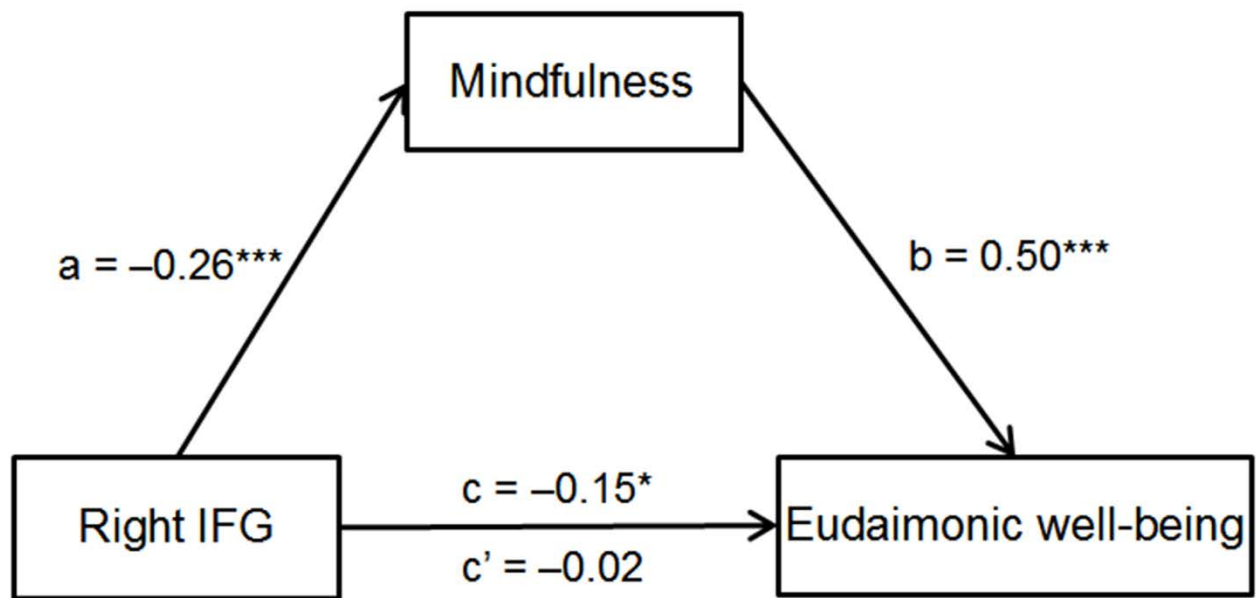 Mindfulness
a = –0.26***
b = 0.50***
Right IFG
c = –0.15*
c’ = –0.02
Eudaimonic well-being